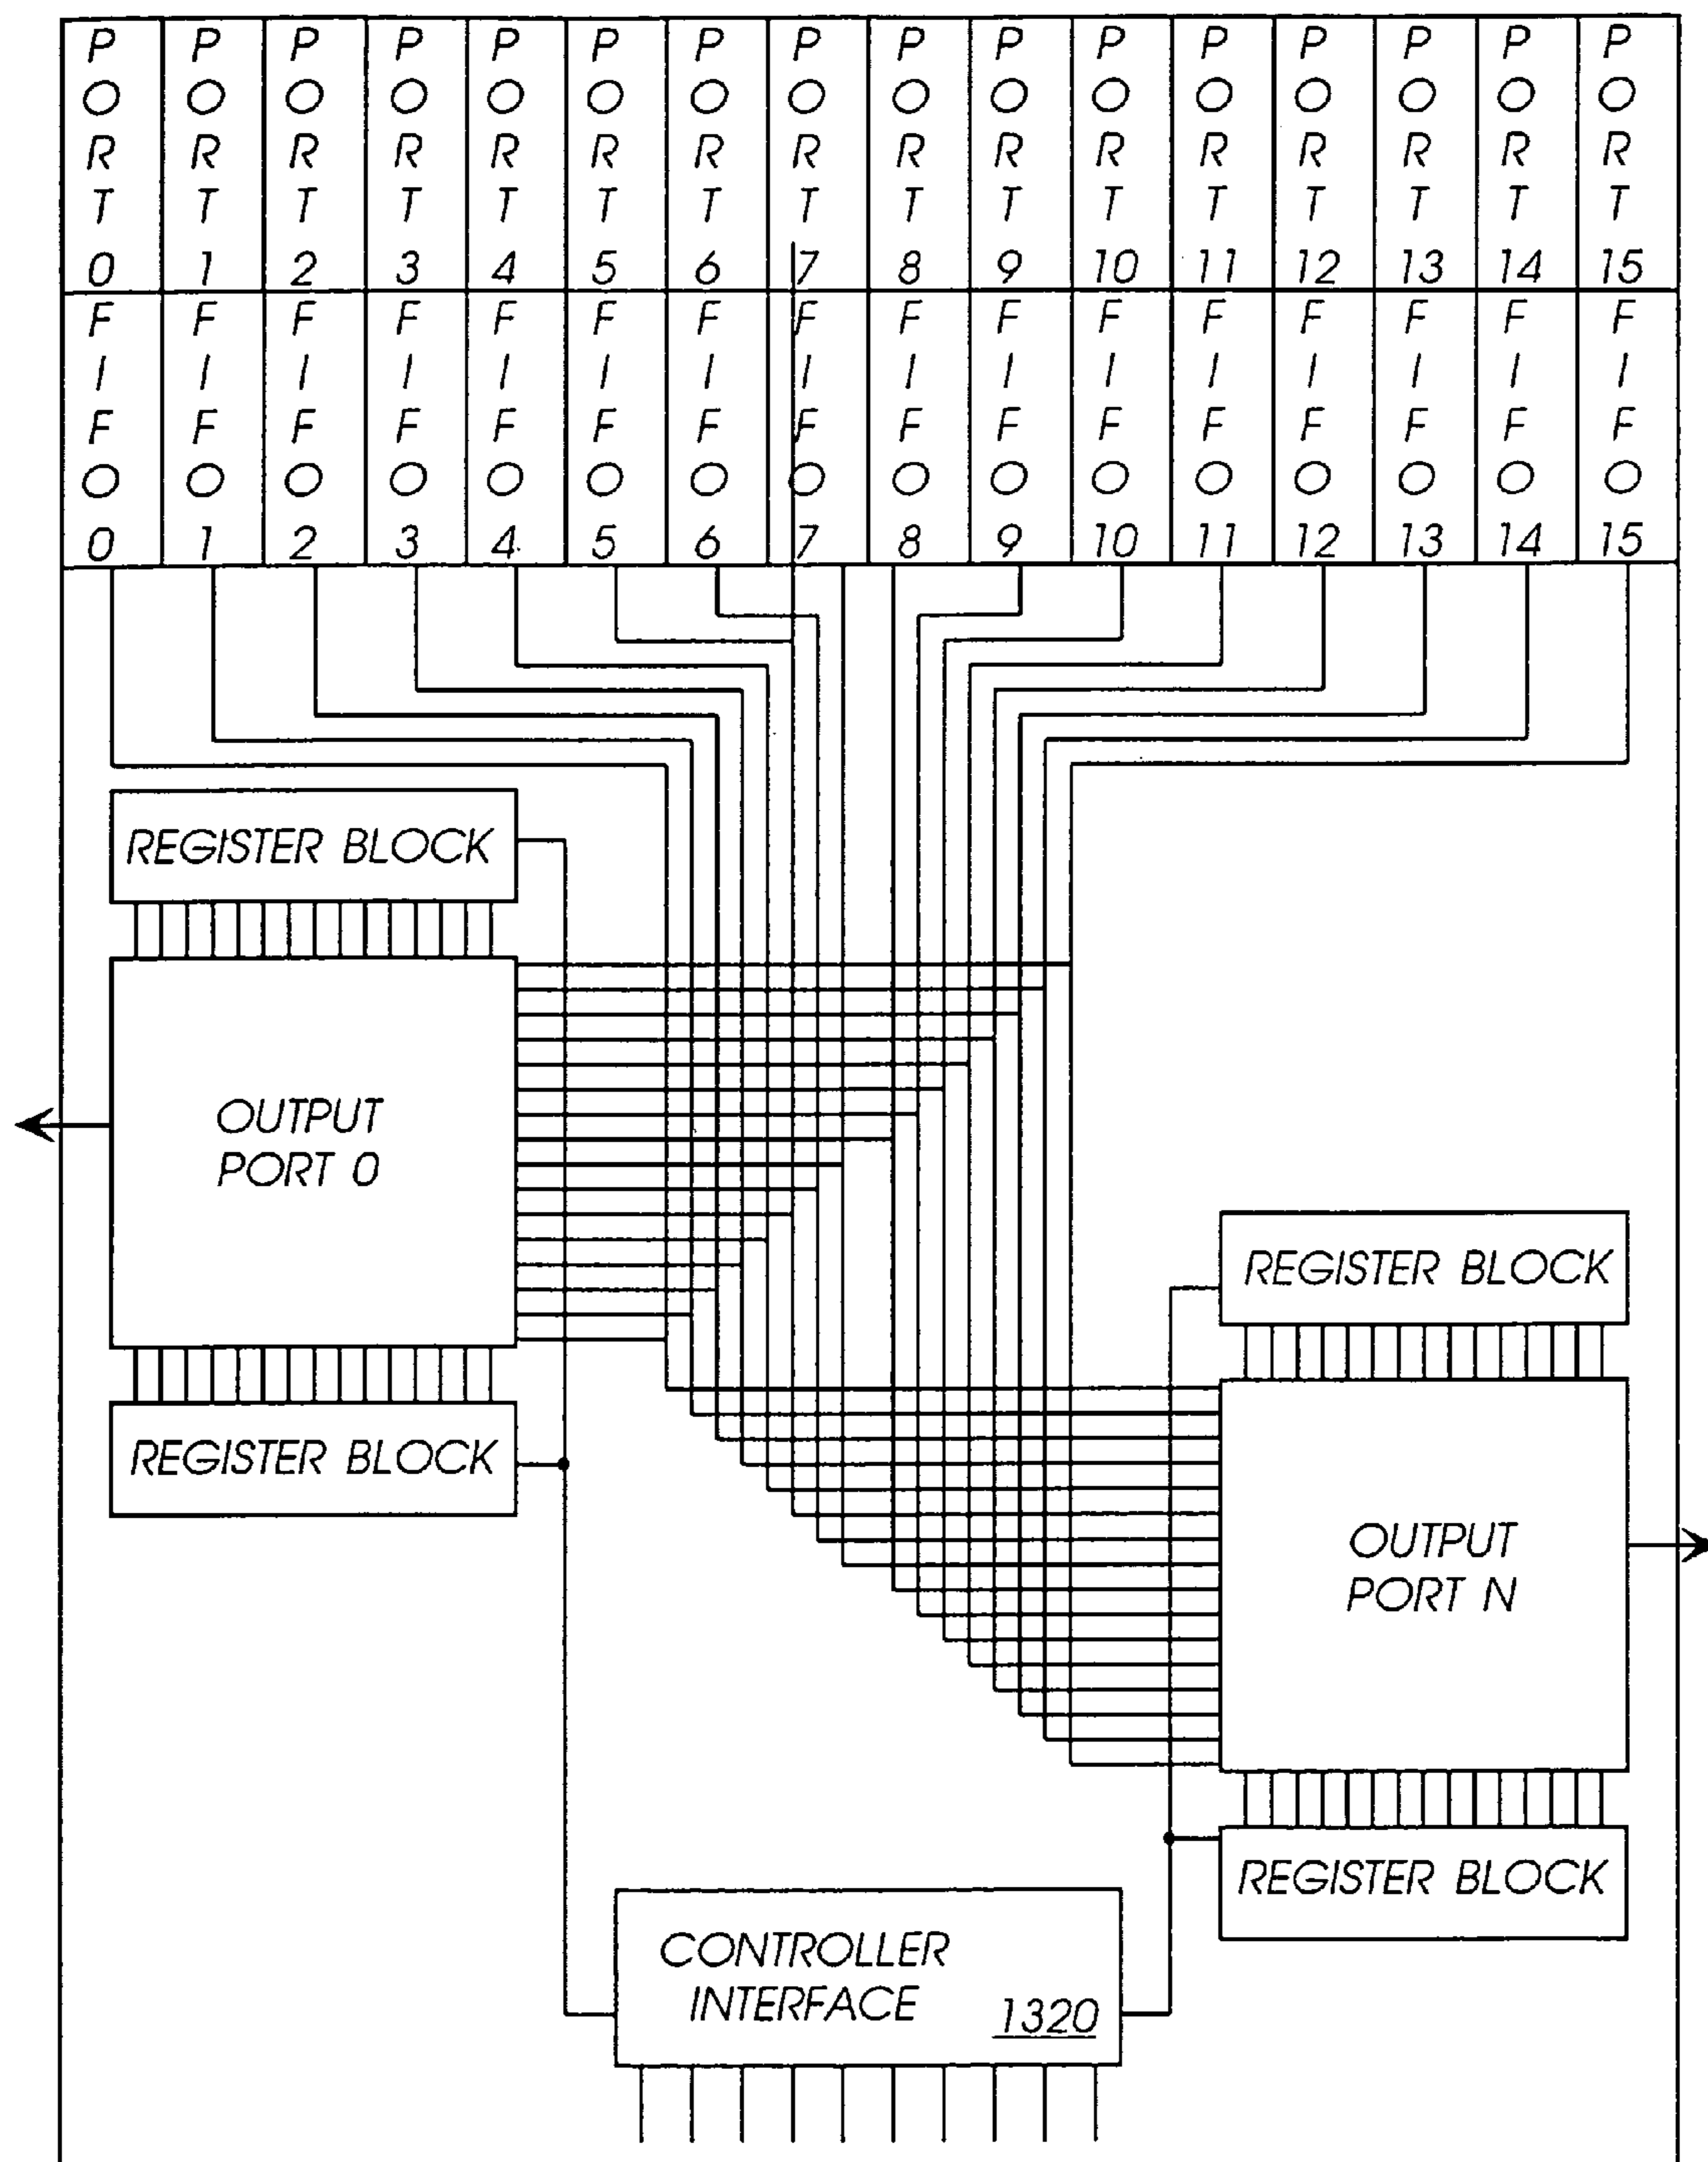 PORT 0 PORT 1 PORT 2 PORT 3 PORT 4 PORT 5 PORT 6 PORT 7 PORT 8 PORT 9 PORT 10 PORT 11 PORT 12 PORT 13 PORT 14 PORT 15
FIFO 0 FIFO 1 FIFO 2 FIFO 3 FIFO 4 FIFO 5 FIFO 6 FIFO 7 FIFO 8 FIFO 9 FIFO 10 FIFO 11 FIFO 12 FIFO 13 FIFO 14 FIFO 15
REGISTER BLOCK
OUTPUT
PORT 0
REGISTER BLOCK
REGISTER BLOCK
OUTPUT
PORT N
REGISTER BLOCK
CONTROLLER
INTERFACE
1320